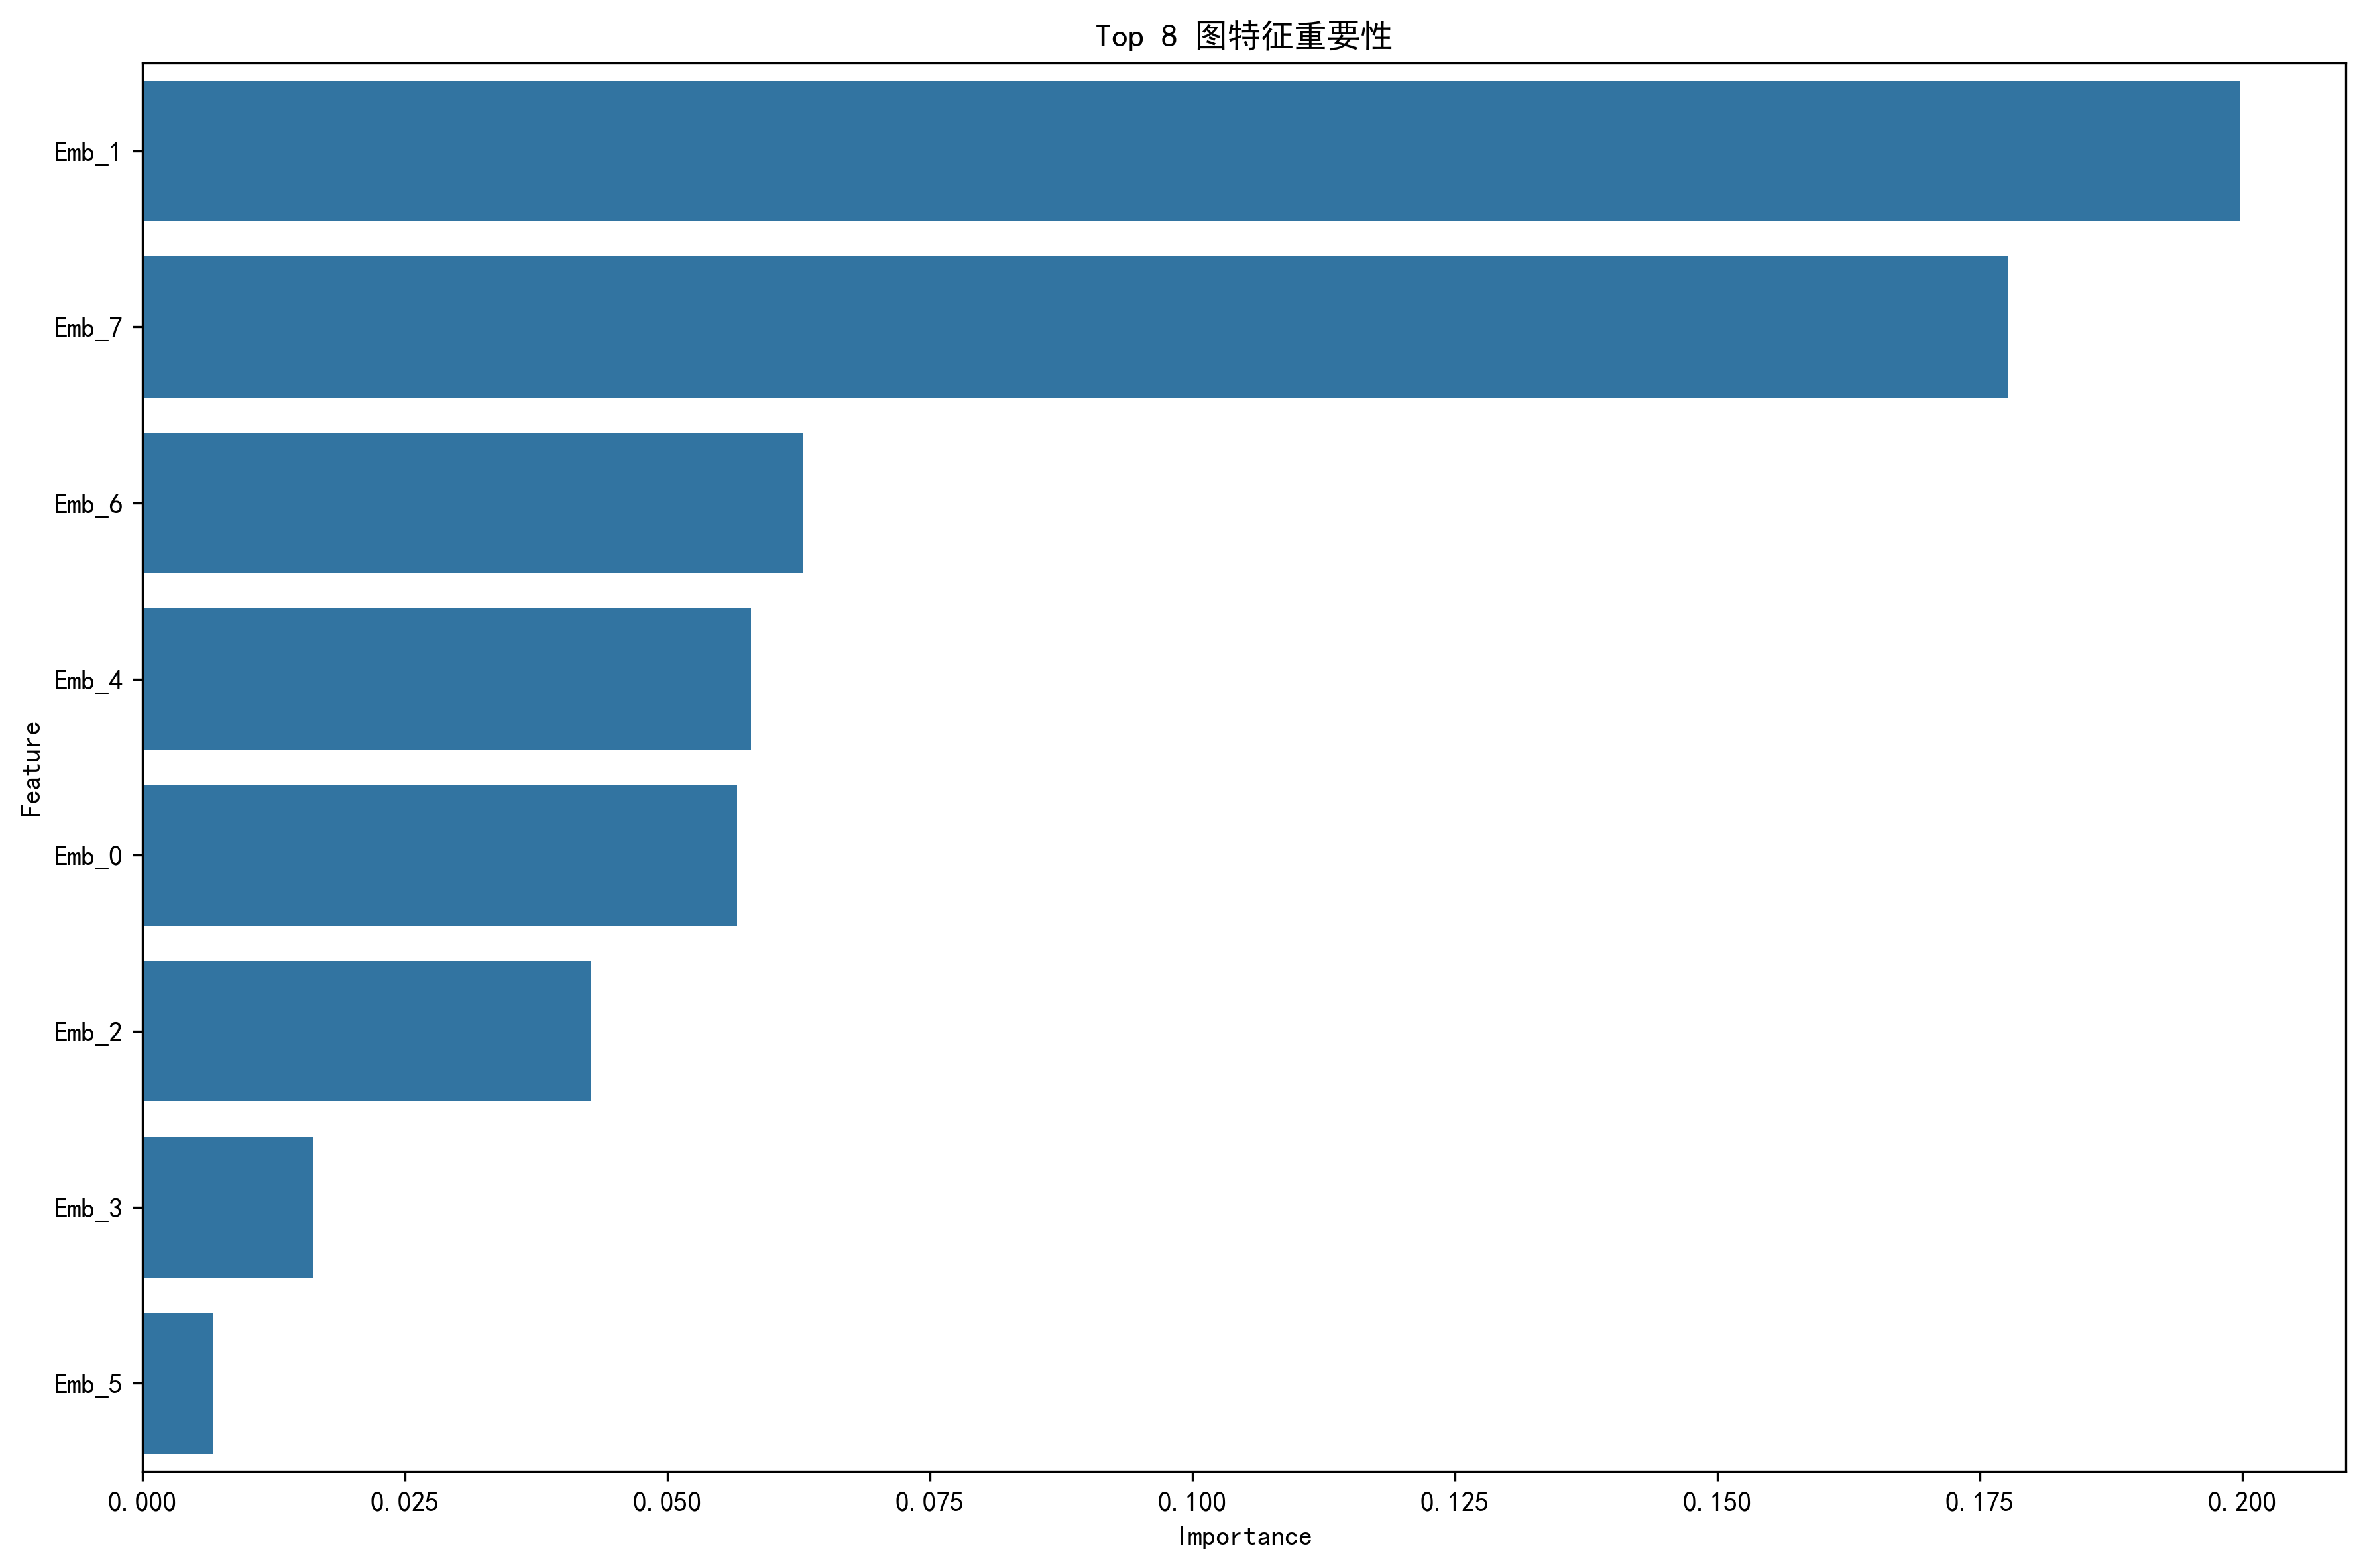 Top 8 图特征重要性
Feature
Emb_1
Emb_7
Emb_6
Emb_4
Emb_0
Emb_2
Emb_3
Emb_5
0.000 0.025 0.050 0.075 0.100 0.125 0.150 0.175 0.200
Importance